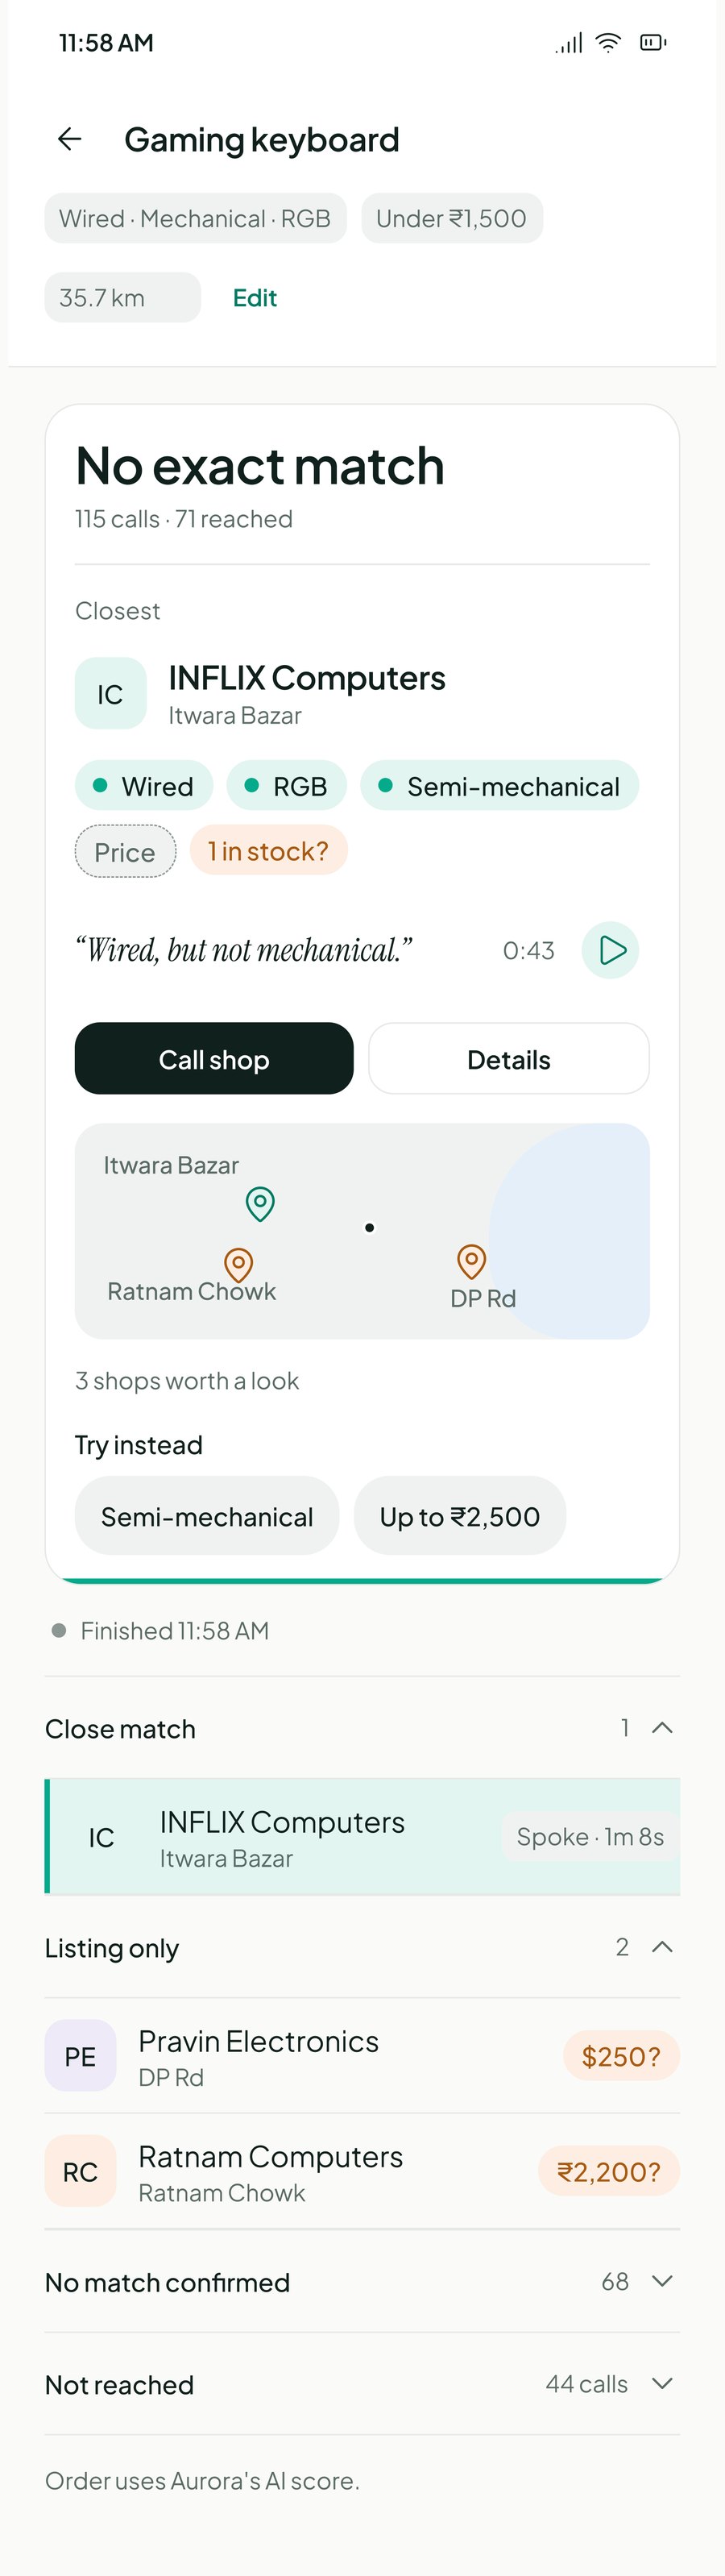 11:58 AM
Gaming keyboard
Wired · Mechanical · RGB
Under ₹1,500
35.7 km
Edit
No exact match
115 calls · 71 reached
Closest
IC
INFLIX Computers
Itwara Bazar
Wired
RGB
Semi-mechanical
Price
1 in stock?
“Wired, but not mechanical.”
0:43
Call shop
Details
Itwara Bazar
Ratnam Chowk
DP Rd
3 shops worth a look
Try instead
Semi-mechanical
Up to ₹2,500
Finished 11:58 AM
Close match
1
IC
INFLIX Computers
Itwara Bazar
Spoke · 1m 8s
Listing only
2
PE
Pravin Electronics
DP Rd
$250?
RC
Ratnam Computers
Ratnam Chowk
₹2,200?
No match confirmed
68
Not reached
44 calls
Order uses Aurora's AI score.